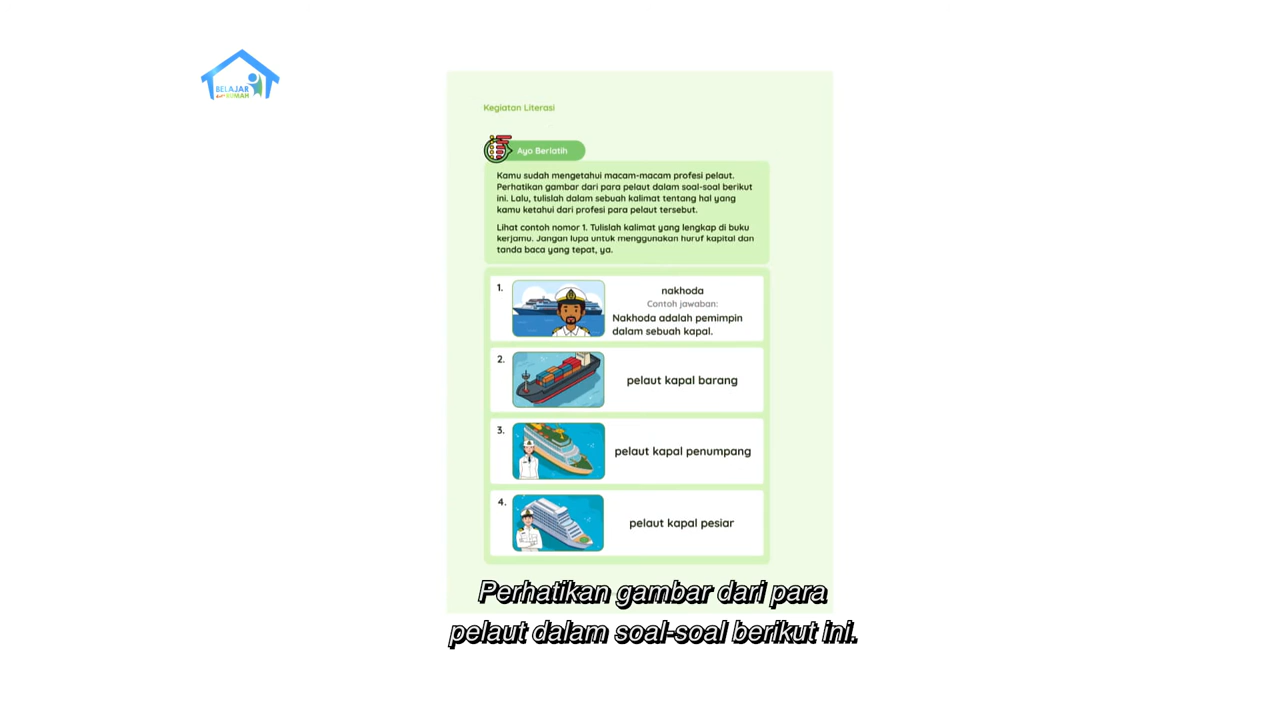 BELAJAR
dari RUMAH
Kegiatan Literasi
Ayo Berlatih
Kamu sudah mengetahui macam-macam profesi pelaut.
Perhatikan gambar dari para pelaut dalam soal-soal berikut
ini. Lalu, tulislah dalam sebuah kalimat tentang hal yang
kamu ketahui dari profesi para pelaut tersebut.
Lihat contoh nomor 1. Tulislah kalimat yang lengkap di buku
kerjamu. Jangan lupa untuk menggunakan huruf kapital dan
tanda baca yang tepat, ya.
1.
nakhoda
Contoh jawaban:
Nakhoda adalah pemimpin
dalam sebuah kapal.
2.
pelaut kapal barang
3.
pelaut kapal penumpang
4.
pelaut kapal pesiar
Perhatikan gambar dari para
pelaut dalam soal-soal berikut ini.